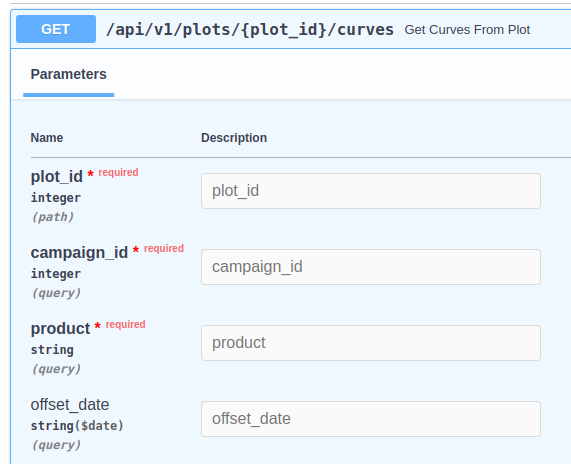 GET /api/v1/plots/{plot_id}/curves Get Curves From Plot
Parameters
Name Description
plot_id * required
integer
(path)
plot_id
campaign_id * required
integer
(query)
campaign_id
product * required
string
(query)
product
offset_date
string($date)
(query)
offset_date